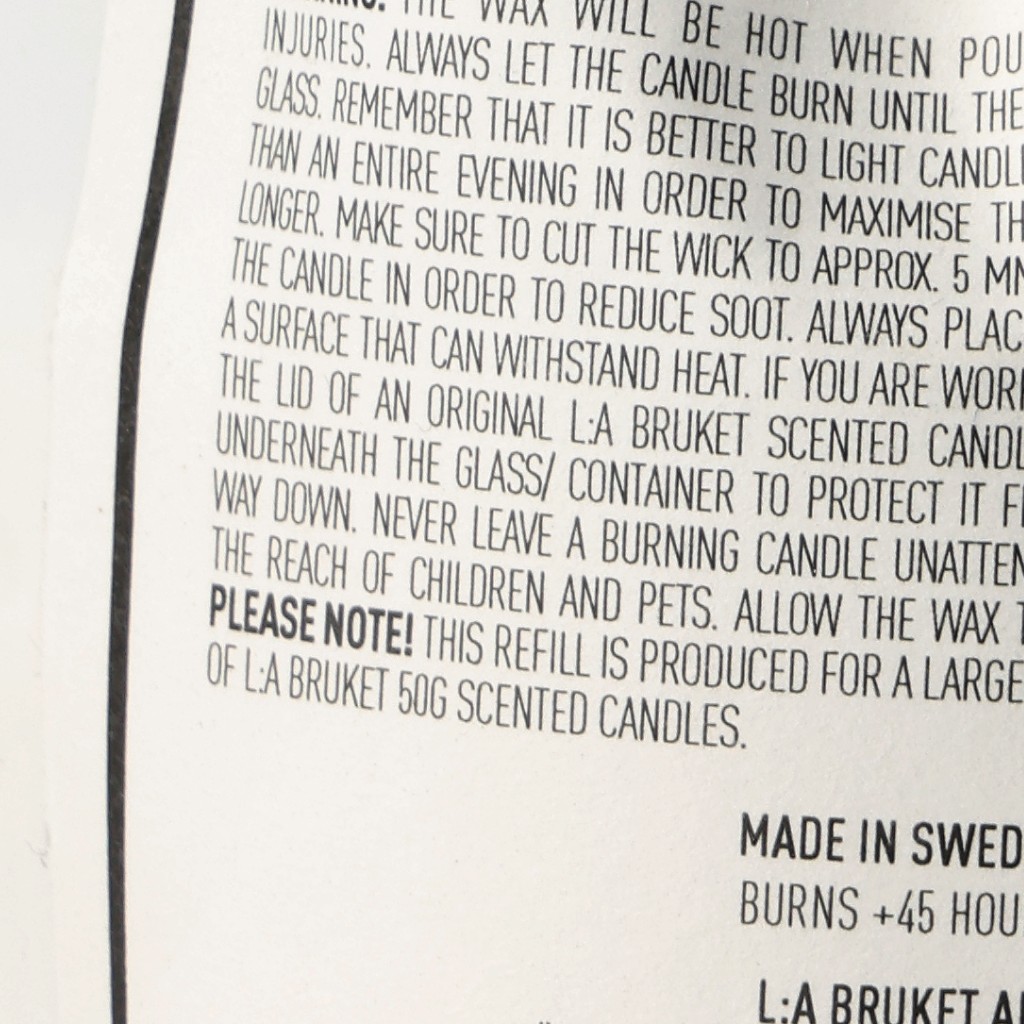 THE WAX WILL BE HOT WHEN
INJURIES. ALWAYS LET THE CANDLE BURN UNTIL THE
GLASS. REMEMBER THAT IT IS BETTER TO LIGHT
THAN AN ENTIRE EVENING IN ORDER TO MAXIMISE
LONGER. MAKE SURE TO CUT THE WICK TO APPROX. 5
THE CANDLE IN ORDER TO REDUCE SOOT. ALWAYS
A SURFACE THAT CAN WITHSTAND HEAT. IF YOU ARE
THE LID OF AN ORIGINAL L:A BRUKET SCENTED
UNDERNEATH THE GLASS/ CONTAINER TO PROTECT IT
WAY DOWN. NEVER LEAVE A BURNING CANDLE
THE REACH OF CHILDREN AND PETS. ALLOW THE WAX
PLEASE NOTE! THIS REFILL IS PRODUCED FOR A
OF L:A BRUKET 50G SCENTED CANDLES.
MADE IN
BURNS +45
L:A BRUKET